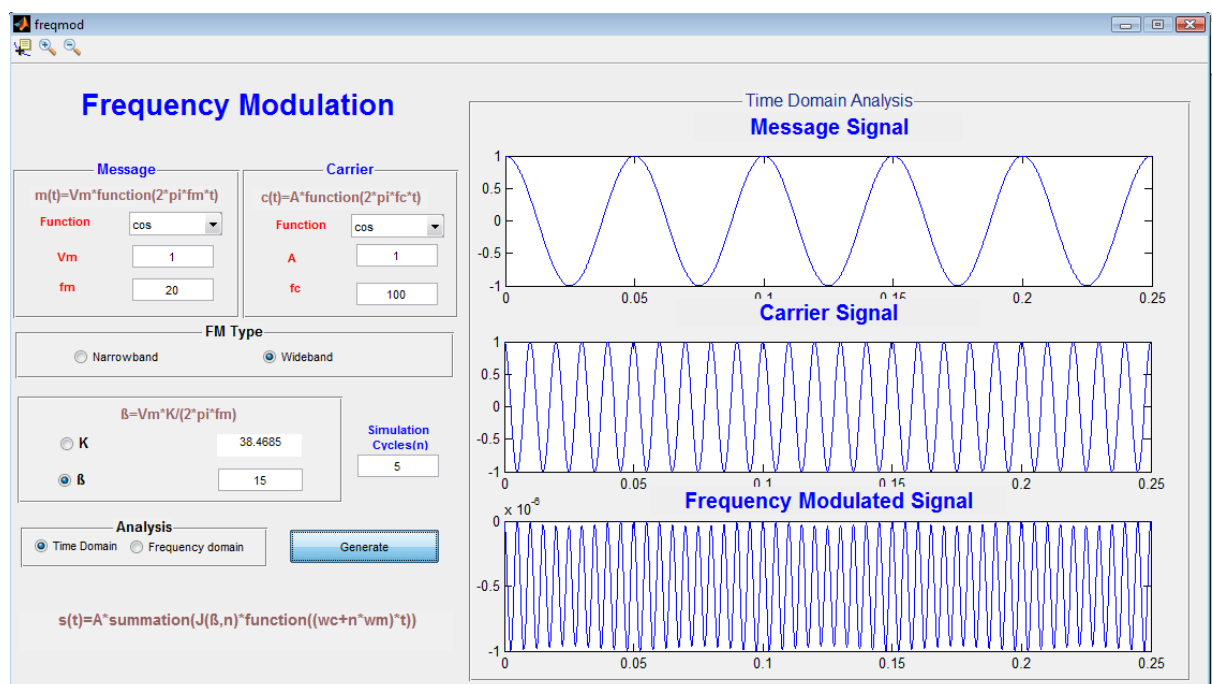 freqmod
Frequency Modulation
Message
m(t)=Vm*function(2*pi*fm*t)
Function
cos
Vm
1
fm
20
Carrier
c(t)=A*function(2*pi*fc*t)
Function
cos
A
1
fc
100
FM Type
Narrowband
Wideband
ß=Vm*K/(2*pi*fm)
K
38.4685
ß
15
Simulation
Cycles(n)
5
Analysis
Time Domain
Frequency domain
Generate
s(t)=A*summation(J(ß,n)*function((wc+n*wm)*t))
Time Domain Analysis
Message Signal
1
0.5
0
-0.5
-1
0 0.05 0.1 0.15 0.2 0.25
Carrier Signal
1
0.5
0
-0.5
-1
0 0.05 0.1 0.15 0.2 0.25
Frequency Modulated Signal
x 10^-6
0
-0.5
-1
0 0.05 0.1 0.15 0.2 0.25